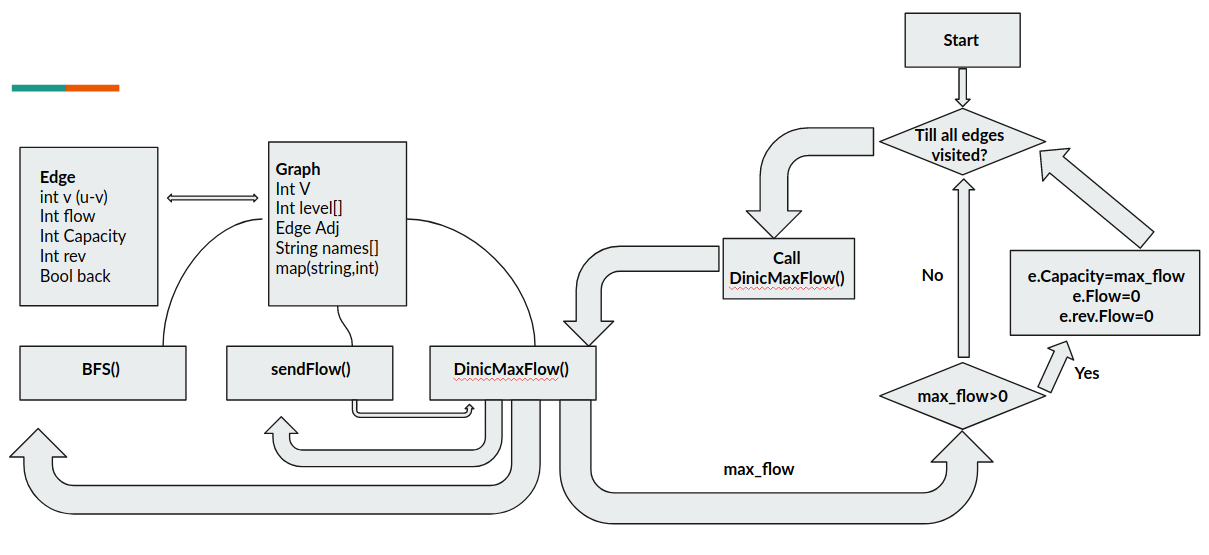 Start
Till all edges
visited?
Edge
int v (u-v)
Int flow
Int Capacity
Int rev
Bool back
Graph
Int V
Int level[]
Edge Adj
String names[]
map(string,int)
Call
DinicMaxFlow()
No
e.Capacity=max_flow
e.Flow=0
e.rev.Flow=0
BFS()
sendFlow()
DinicMaxFlow()
Yes
max_flow>0
max_flow